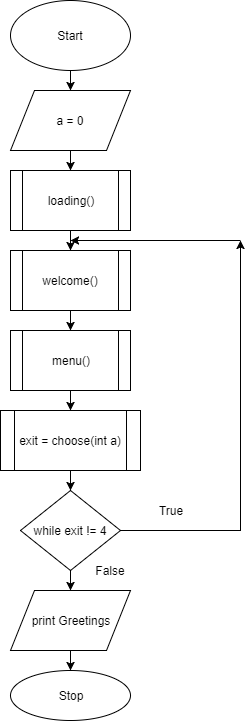 Start
a = 0
loading()
welcome()
menu()
exit = choose(int a)
while exit != 4
True
False
print Greetings
Stop